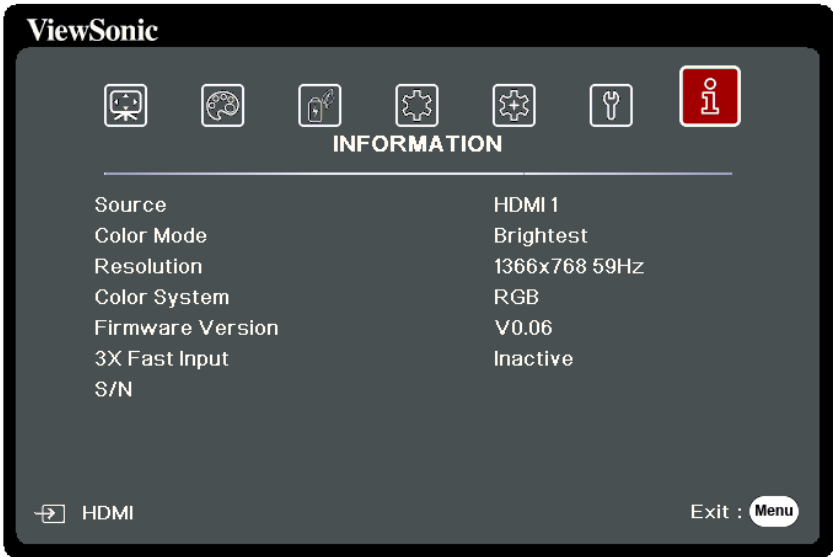 ViewSonic
INFORMATION
Source HDMI 1
Color Mode Brightest
Resolution 1366x768 59Hz
Color System RGB
Firmware Version V0.06
3X Fast Input Inactive
S/N
HDMI Exit : Menu